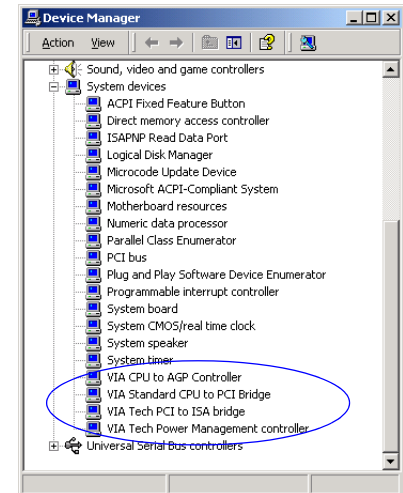 Device Manager
Action View
Sound, video and game controllers
System devices
ACPI Fixed Feature Button
Direct memory access controller
ISAPNP Read Data Port
Logical Disk Manager
Microcode Update Device
Microsoft ACPI-Compliant System
Motherboard resources
Numeric data processor
Parallel Class Enumerator
PCI bus
Plug and Play Software Device Enumerator
Programmable interrupt controller
System board
System CMOS/real time clock
System speaker
System timer
VIA CPU to AGP Controller
VIA Standard CPU to PCI Bridge
VIA Tech PCI to ISA bridge
VIA Tech Power Management controller
Universal Serial Bus controllers